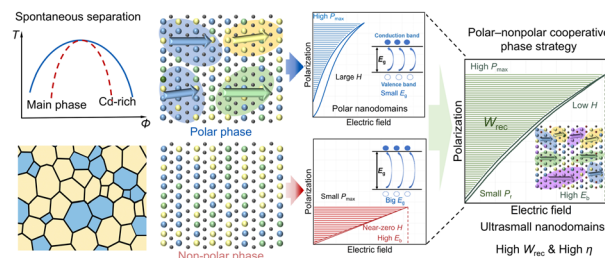 Spontaneous separation
T
Main phase
Cd-rich
Φ
Polar phase
Non-polar phase
High Pmax
Polarization
Large H
Conduction band
Eg
Valence band
Small Eg
Polar nanodomains
Electric field
Polarization
Small Pmax
Eg
Big Eg
Near-zero H
High Eb
Electric field
Polar–nonpolar cooperative
phase strategy
High Pmax
Polarization
Low H
Wrec
Small Pr
High Eb
Electric field
Ultrasmall nanodomains
High Wrec & High η